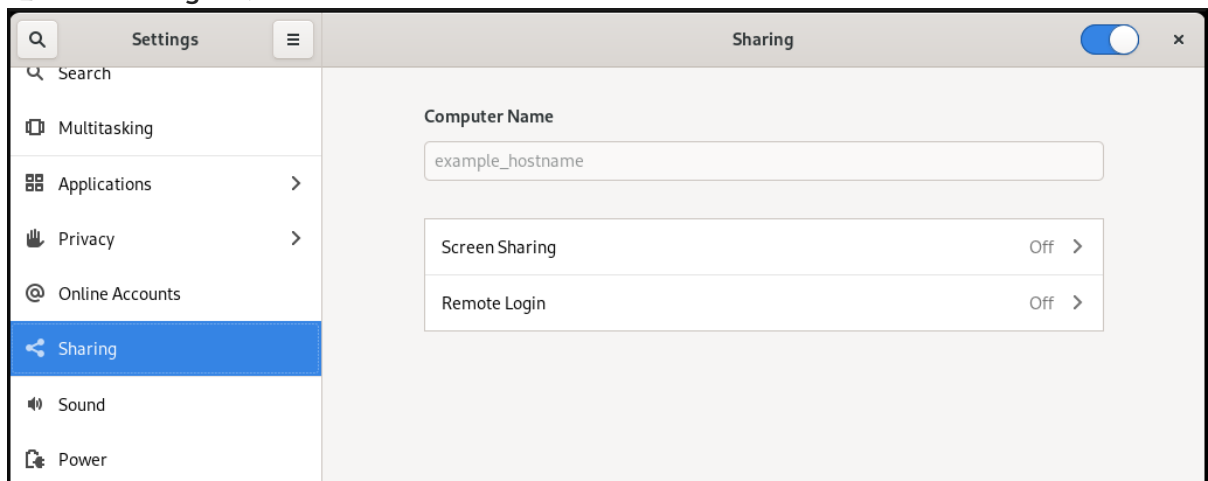 Settings
Sharing
Search
Multitasking
Applications
Privacy
Online Accounts
Sharing
Sound
Power
Computer Name
example_hostname
Screen Sharing Off
Remote Login Off